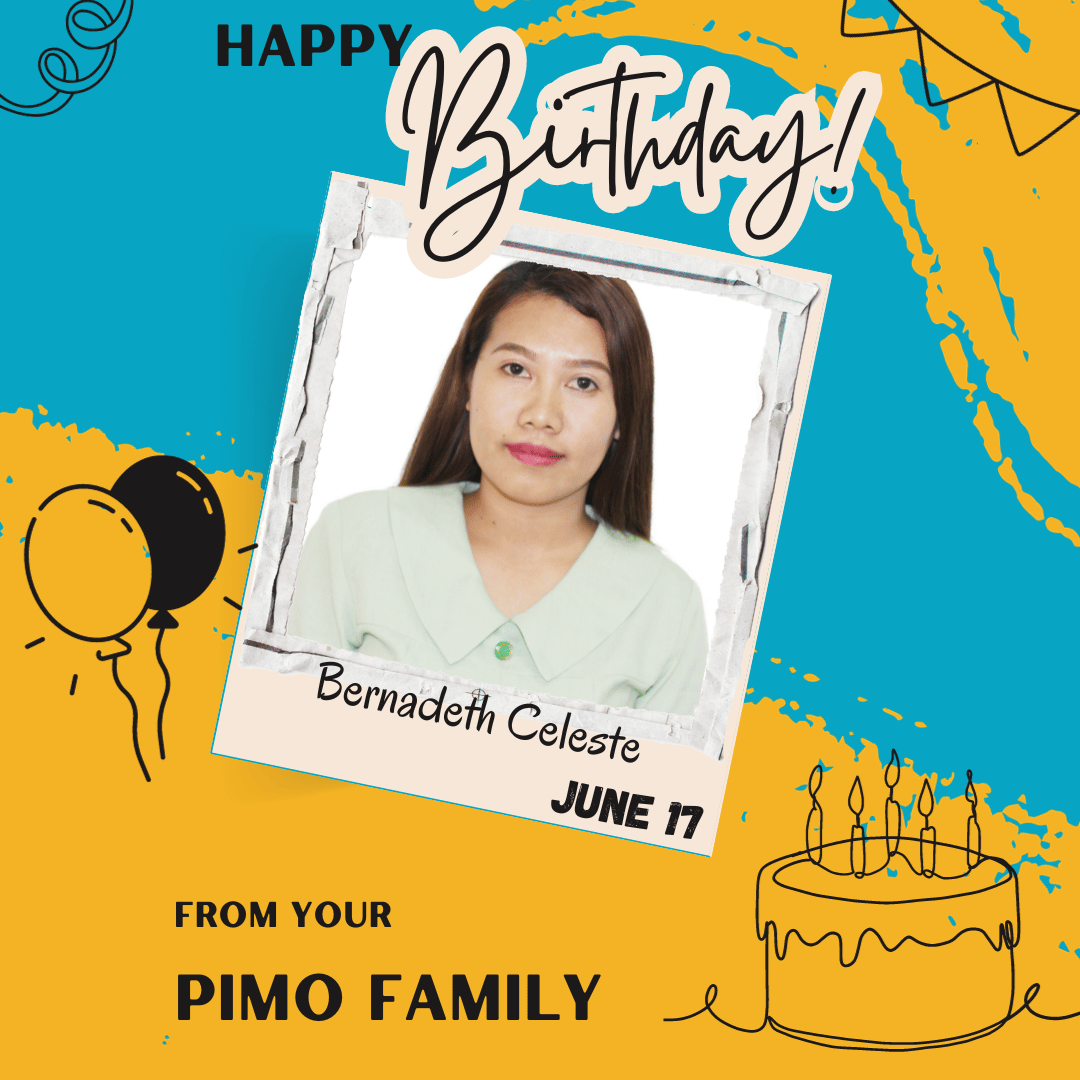 HAPPY
Birthday!
Bernadeth Celeste
JUNE 17
FROM YOUR
PIMO FAMILY